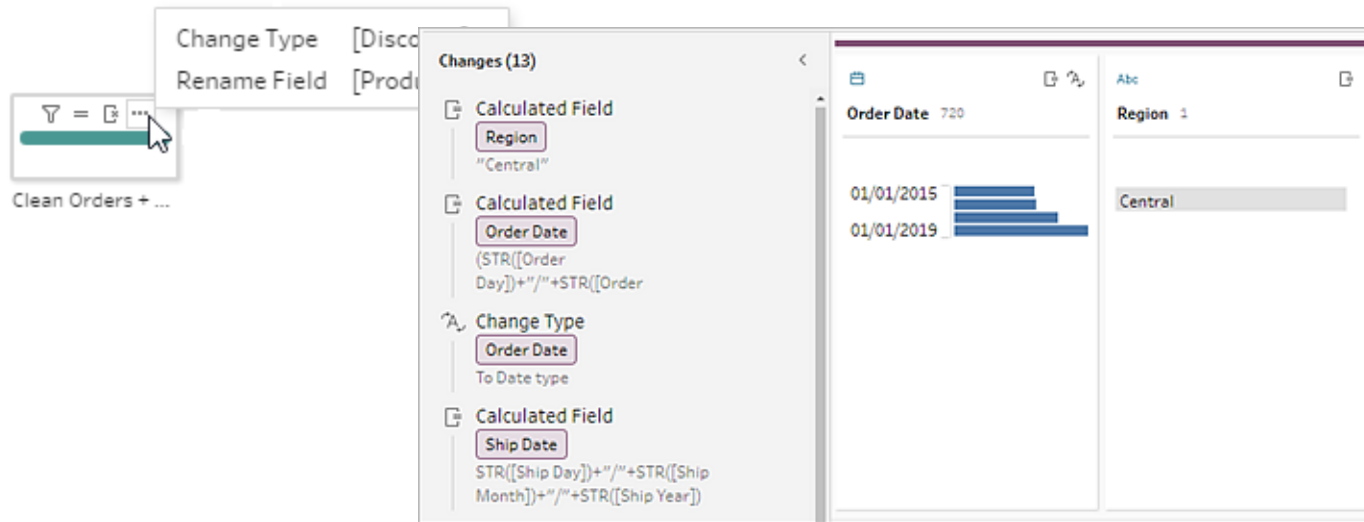 Change Type [Disco
Rename Field [Produ
Clean Orders + ...
Changes (13)
Calculated Field
Region
"Central"
Calculated Field
Order Date
(STR([Order
Day])+"/"+STR([Order
Change Type
Order Date
To Date type
Calculated Field
Ship Date
STR([Ship Day])+"/"+STR([Ship
Month])+"/"+STR([Ship Year])
Order Date 720
01/01/2015
01/01/2019
Abc
Region 1
Central